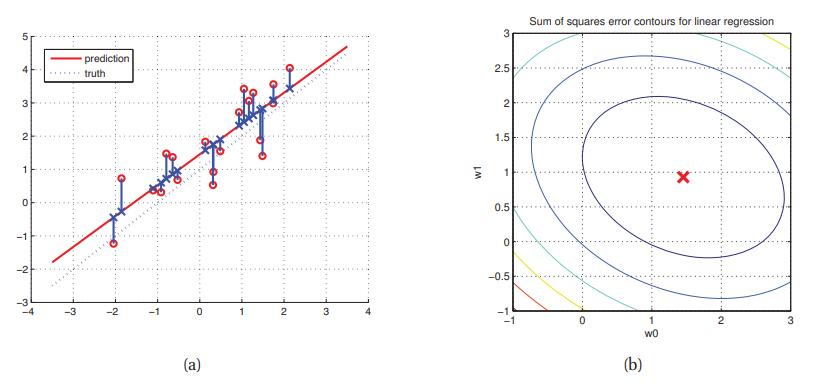 5
4
3
2
1
0
−1
−2
−3
−4 −3 −2 −1 0 1 2 3 4
prediction
truth
(a)
Sum of squares error contours for linear regression
3
2.5
2
1.5
1
0.5
0
−0.5
−1
−1 0 1 2 3
w1
w0
(b)